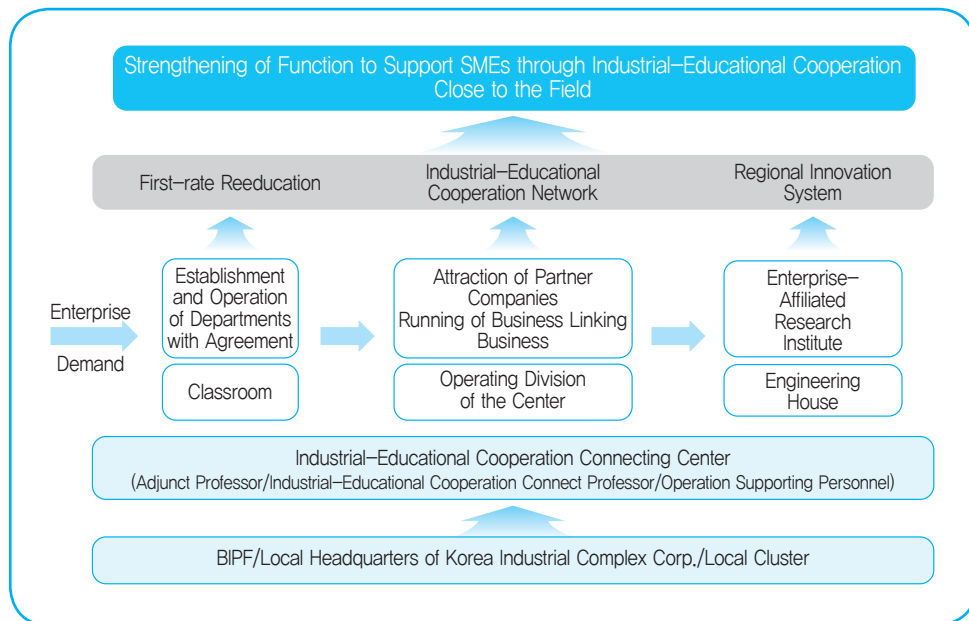 Strengthening of Function to Support SMEs through Industrial–Educational Cooperation
Close to the Field
First–rate Reeducation
Industrial–Educational
Cooperation Network
Regional Innovation
System
Enterprise
Demand
Establishment
and Operation
of Departments
with Agreement
Classroom
Attraction of Partner
Companies
Running of Business Linking
Business
Operating Division
of the Center
Enterprise–
Affiliated
Research
Institute
Engineering
House
Industrial–Educational Cooperation Connecting Center
(Adjunct Professor/Industrial–Educational Cooperation Connect Professor/Operation Supporting Personnel)
BIPF/Local Headquarters of Korea Industrial Complex Corp./Local Cluster